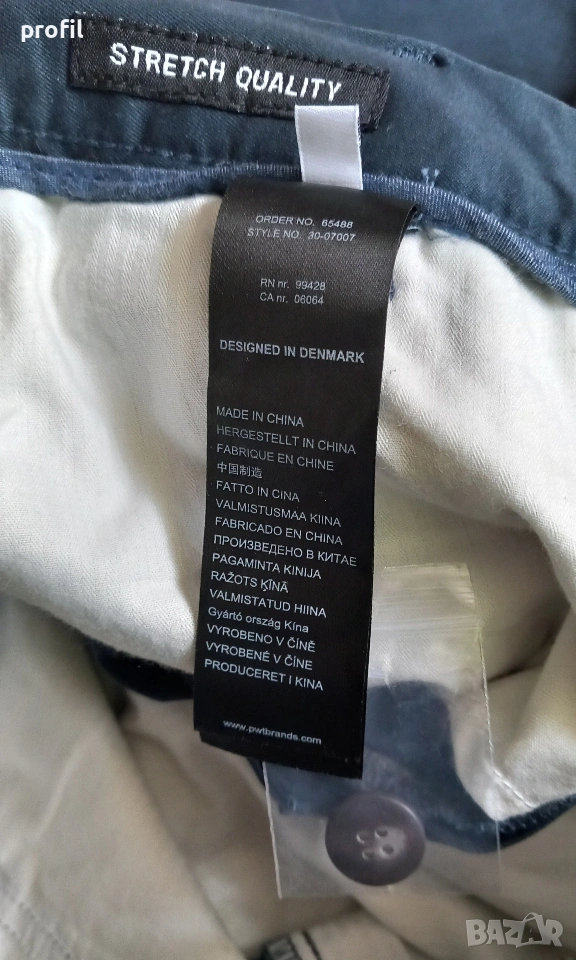 profil
STRETCH QUALITY
ORDER NO. 65488
STYLE NO. 30-07007
RN nr. 99428
CA nr. 06064
DESIGNED IN DENMARK
MADE IN CHINA
HERGESTELLT IN CHINA
FABRIQUE EN CHINE
中国制造
FATTO IN CINA
VALMISTUSMAA KIINA
FABRICADO EN CHINA
ПРОИЗВЕДЕНО В КИТАЕ
PAGAMINTA KINIJA
RAŽOTS ĶĪNĀ
VALMISTATUD HIINA
Gyártó ország Kína
VYROBENO V ČÍNĚ
VYROBENÉ V ČÍNE
PRODUCERET I KINA
www.pwtbrands.com
BAZAR